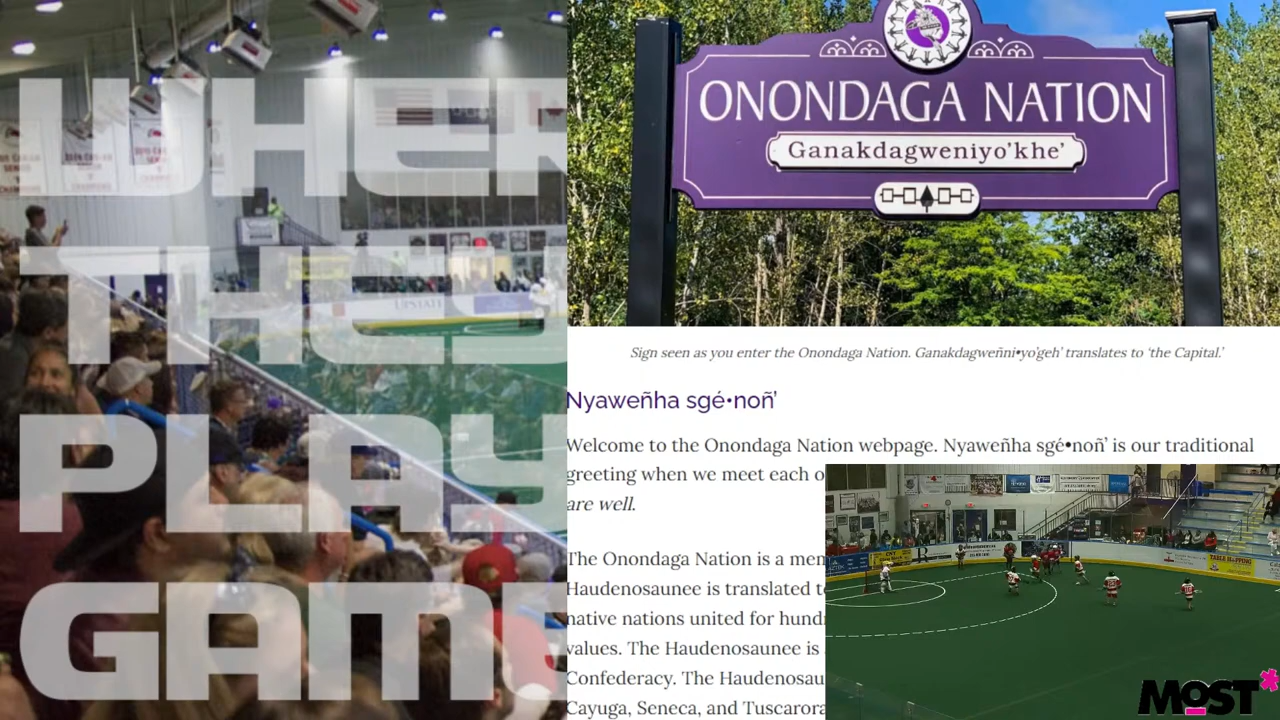 WHER
THEY
PLAY
GAME
ONONDAGA NATION
Ganakdagweniyo'khe'
Sign seen as you enter the Onondaga Nation. Ganakdagweñni•yo'geh' translates to 'the Capital.'
Nyaweñha sgé•noñ'
Welcome to the Onondaga Nation webpage. Nyaweñha sgé•noñ' is our traditional
greeting when we meet each o
are well.
The Onondaga Nation is a mem
Haudenosaunee is translated t
native nations united for hund
values. The Haudenosaunee is
Confederacy. The Haudenosau
Cayuga, Seneca, and Tuscarora
UPSTATE
MOST*